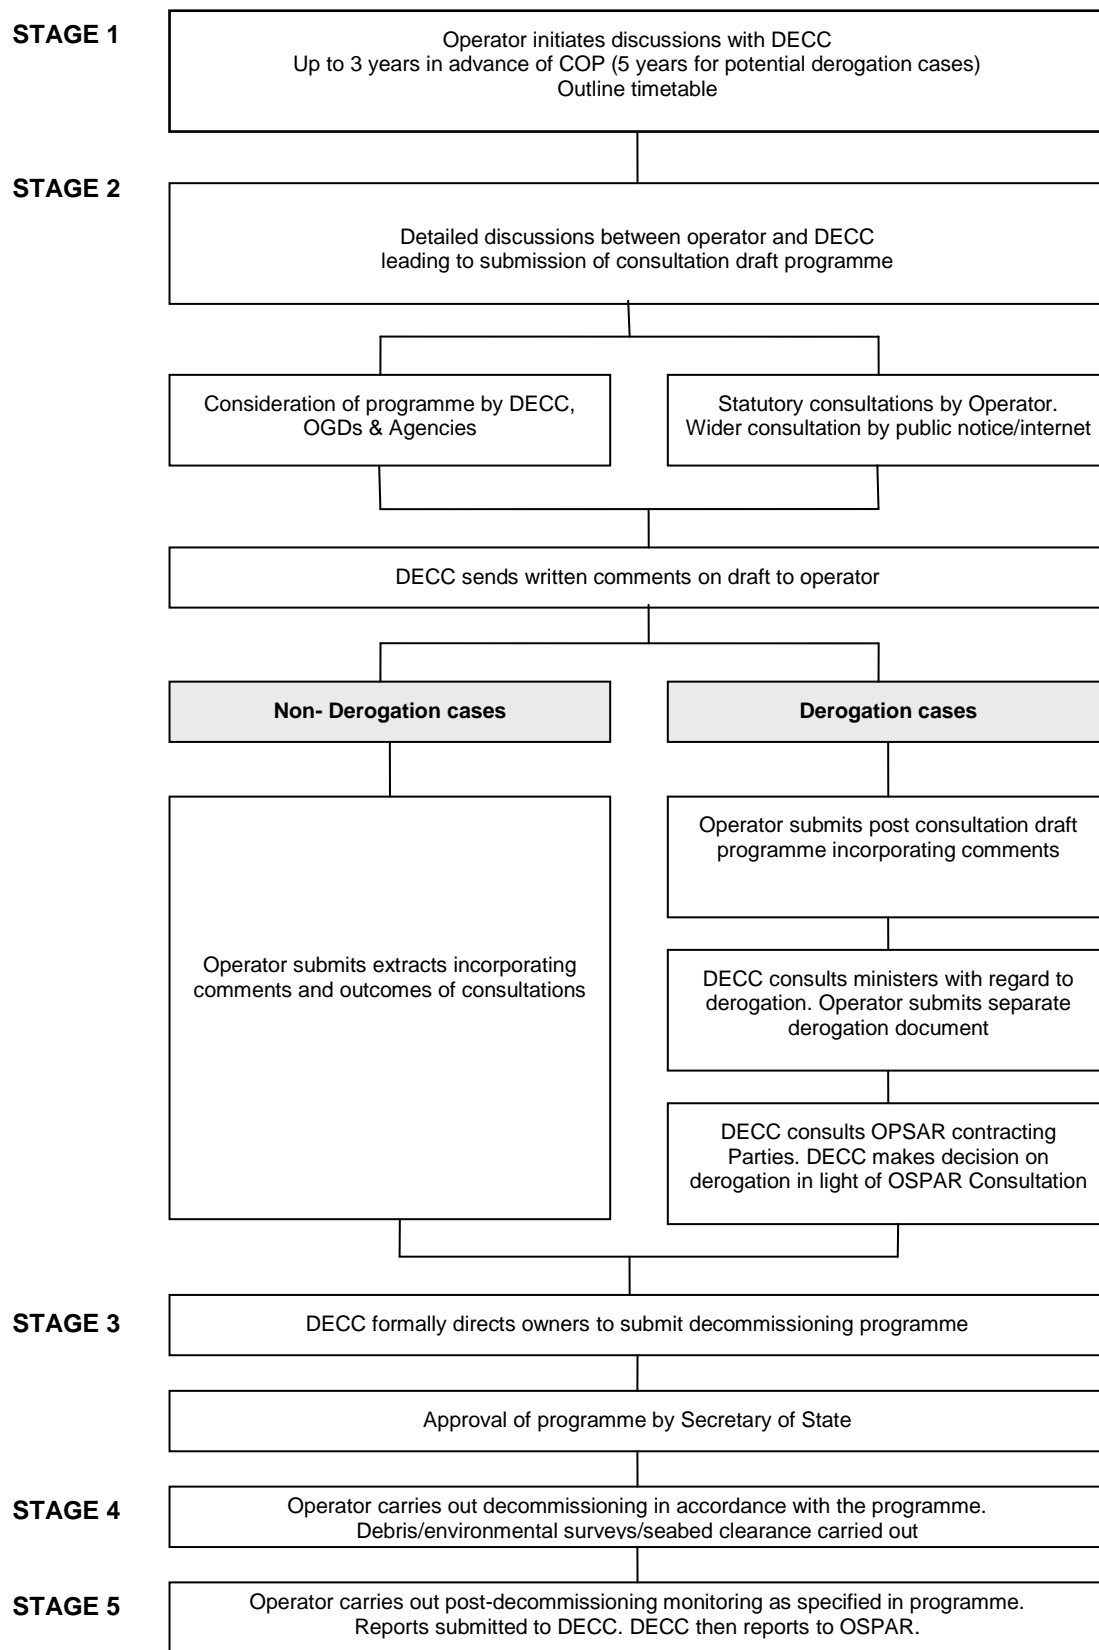 STAGE 1
Operator initiates discussions with DECC
Up to 3 years in advance of COP (5 years for potential derogation cases)
Outline timetable
STAGE 2
Detailed discussions between operator and DECC
leading to submission of consultation draft programme
Consideration of programme by DECC,
OGDs & Agencies
Statutory consultations by Operator.
Wider consultation by public notice/internet
DECC sends written comments on draft to operator
Non- Derogation cases
Derogation cases
Operator submits extracts incorporating
comments and outcomes of consultations
Operator submits post consultation draft
programme incorporating comments
DECC consults ministers with regard to
derogation. Operator submits separate
derogation document
DECC consults OPSAR contracting
Parties. DECC makes decision on
derogation in light of OSPAR Consultation
STAGE 3
DECC formally directs owners to submit decommissioning programme
Approval of programme by Secretary of State
STAGE 4
Operator carries out decommissioning in accordance with the programme.
Debris/environmental surveys/seabed clearance carried out
STAGE 5
Operator carries out post-decommissioning monitoring as specified in programme.
Reports submitted to DECC. DECC then reports to OSPAR.